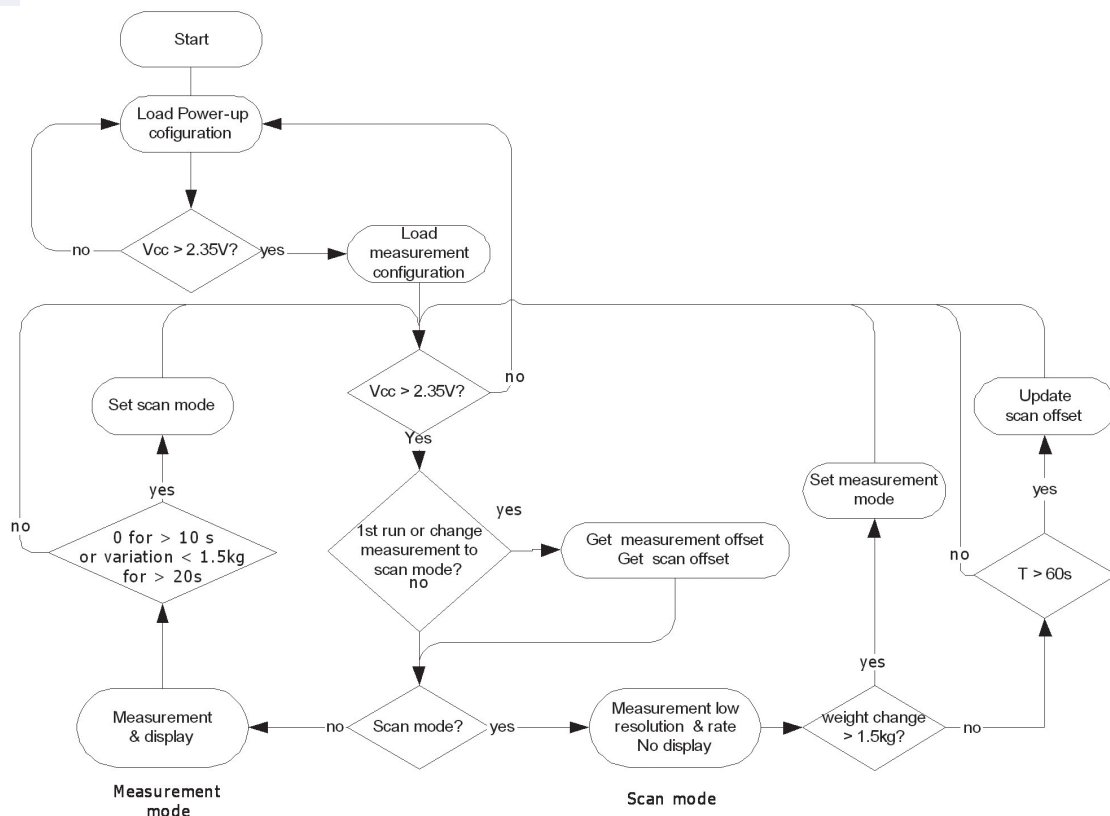 Start
Load Power-up
cofiguration
no
Vcc > 2.35V?
yes
Load
measurement
configuration
Vcc > 2.35V?
no
Set scan mode
Update
scan offset
Yes
yes
Set measurement
mode
yes
no
0 for > 10 s
or variation < 1.5kg
for > 20s
1st run or change
measurement to
scan mode?
no
yes
Get measurement offset
Get scan offset
no
T > 60s
yes
Measurement
& display
no
Scan mode?
yes
Measurement low
resolution & rate
No display
weight change
> 1.5kg?
no
Measurement
mode
Scan mode